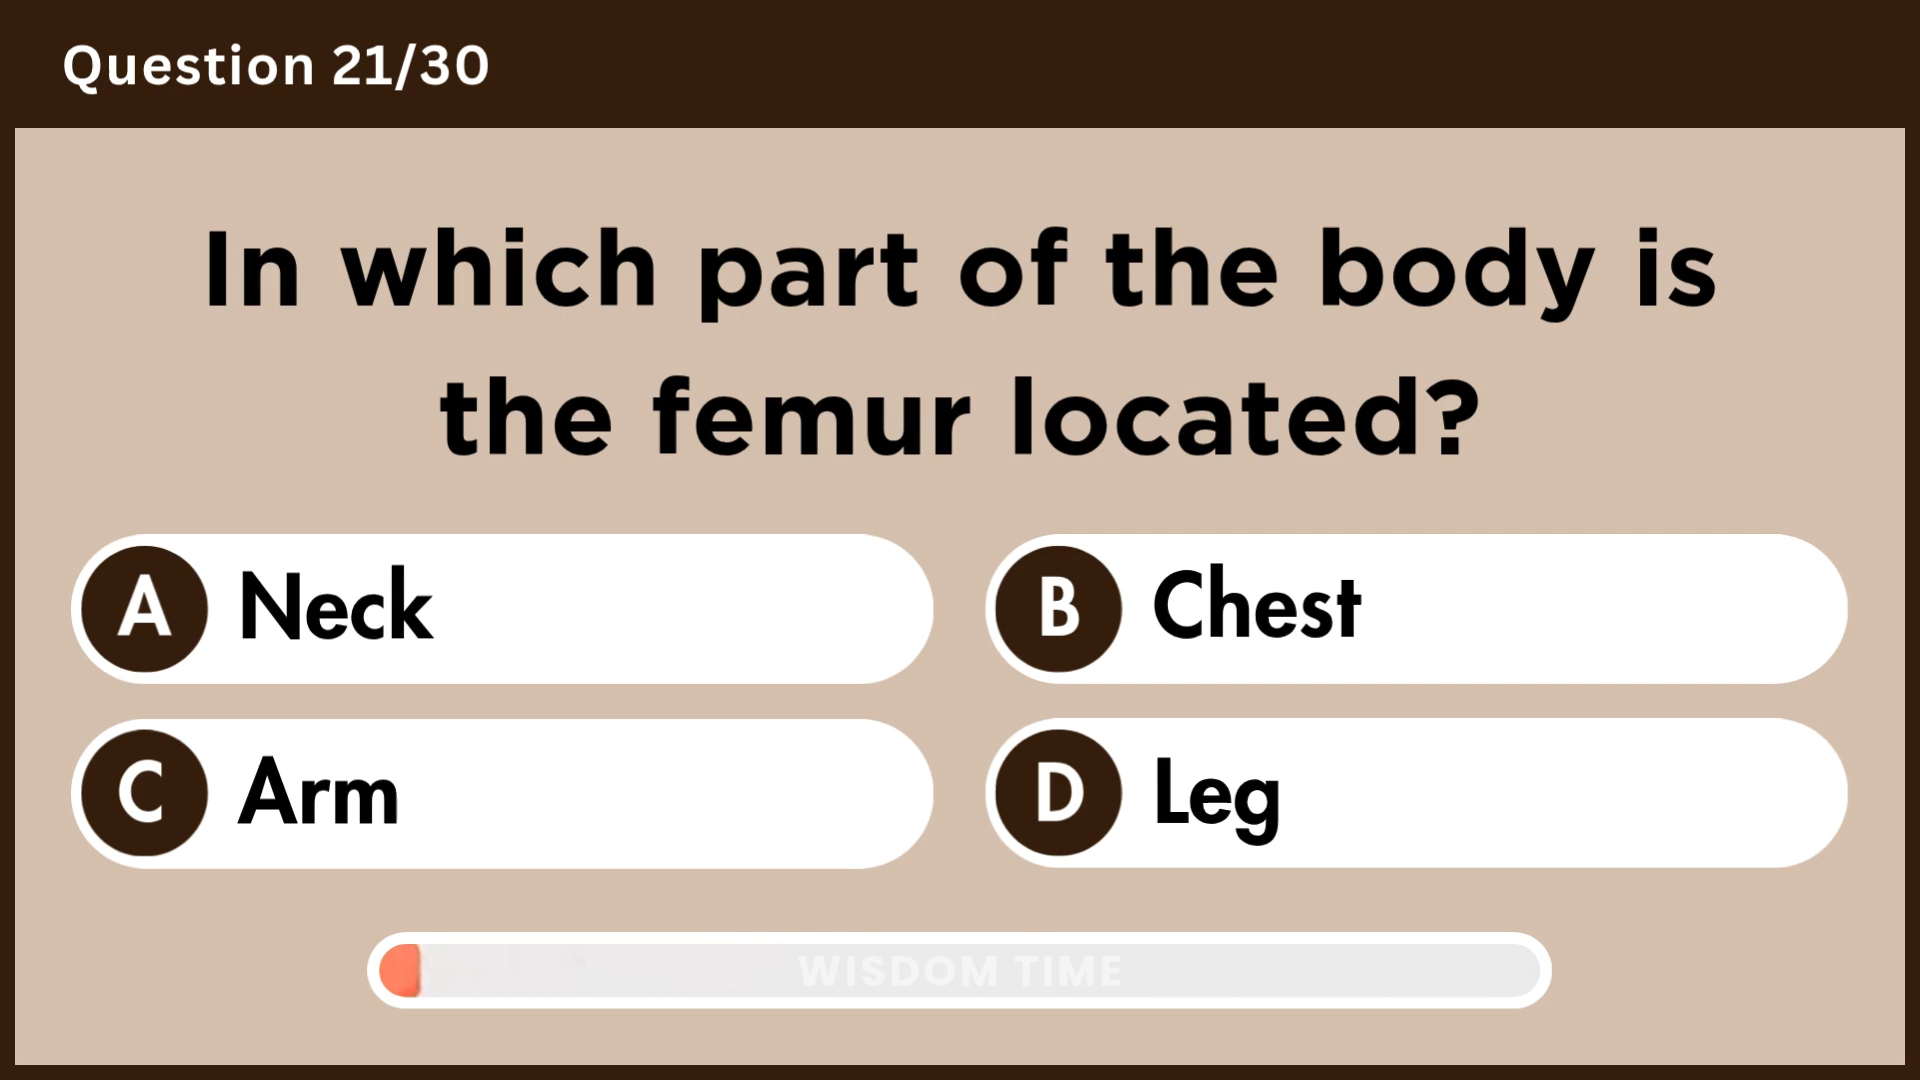 Question 21/30
In which part of the body is
the femur located?
A Neck
B Chest
C Arm
D Leg
WISDOM TIME